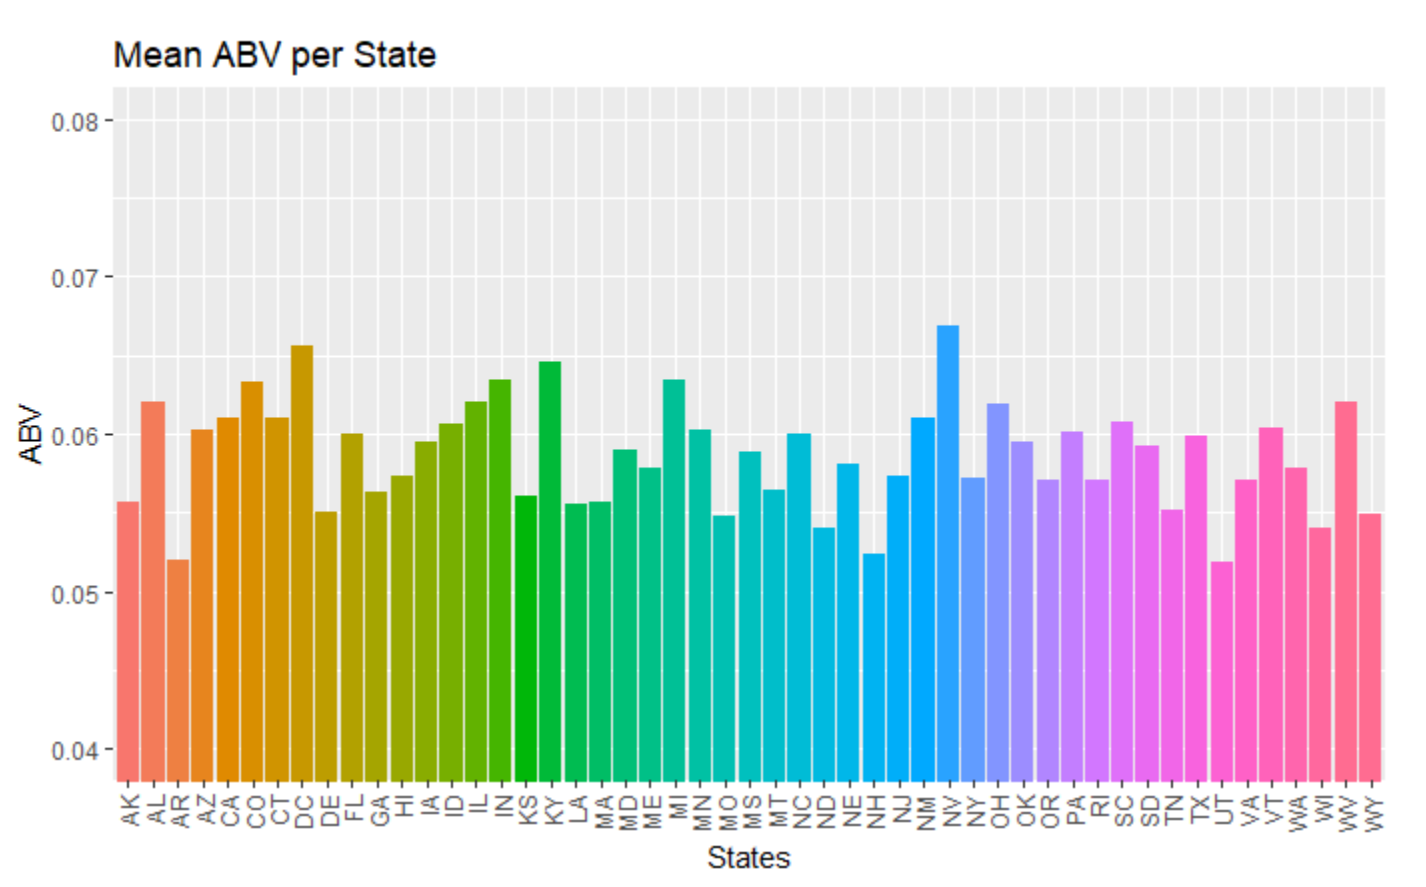 Mean ABV per State
0.08
0.07
0.06
0.05
0.04
ABV
AK AL AR AZ CA CO CT DC DE FL GA HI IA ID IL IN KS KY LA MA MD ME MI MN MO MS MT NC ND NE NH NJ NM NV NY OH OK OR PA RI SC SD TN TX UT VA VT WA WI WV WY
States